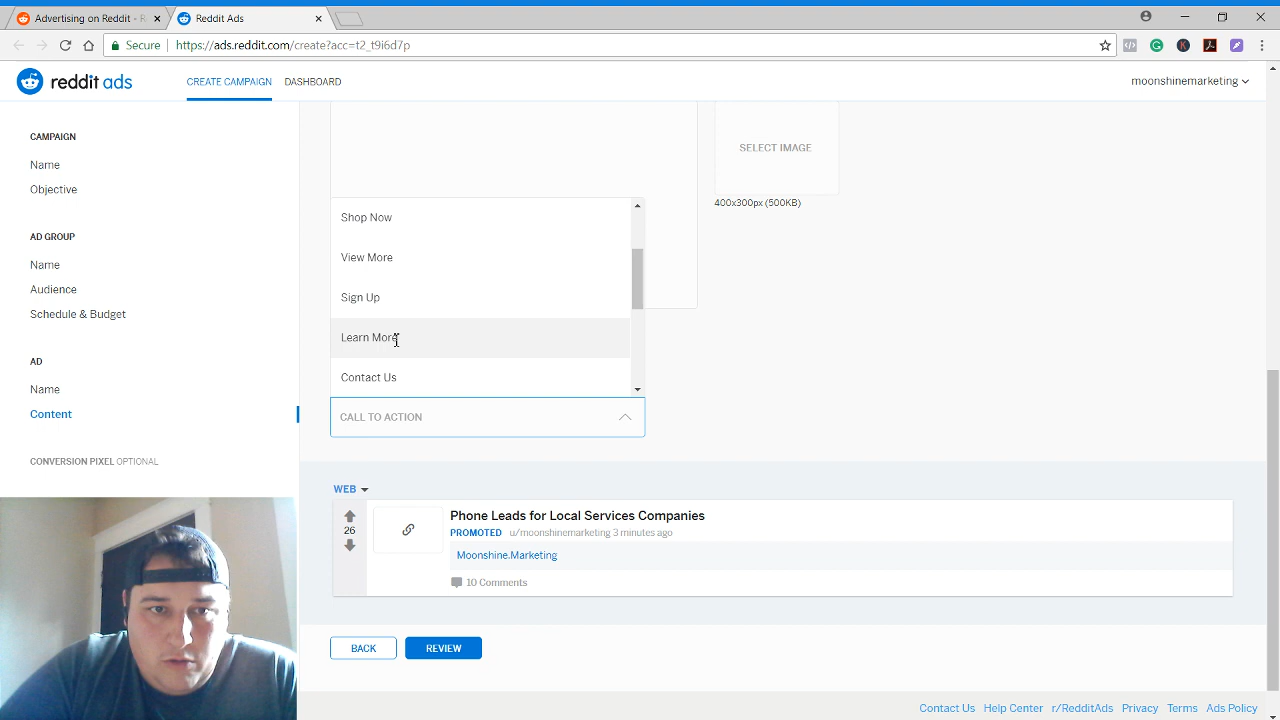 Advertising on Reddit - R
Reddit Ads
Secure
https://ads.reddit.com/create?acc=t2_t9i6d7p
reddit ads
CREATE CAMPAIGN
DASHBOARD
moonshinemarketing
CAMPAIGN
Name
Objective
AD GROUP
Name
Audience
Schedule & Budget
AD
Name
Content
CONVERSION PIXEL OPTIONAL
SELECT IMAGE
400x300px (500KB)
Shop Now
View More
Sign Up
Learn More
Contact Us
CALL TO ACTION
WEB
26
Phone Leads for Local Services Companies
PROMOTED u/moonshinemarketing 3 minutes ago
Moonshine.Marketing
10 Comments
BACK
REVIEW
Contact Us
Help Center
r/RedditAds
Privacy
Terms
Ads Policy